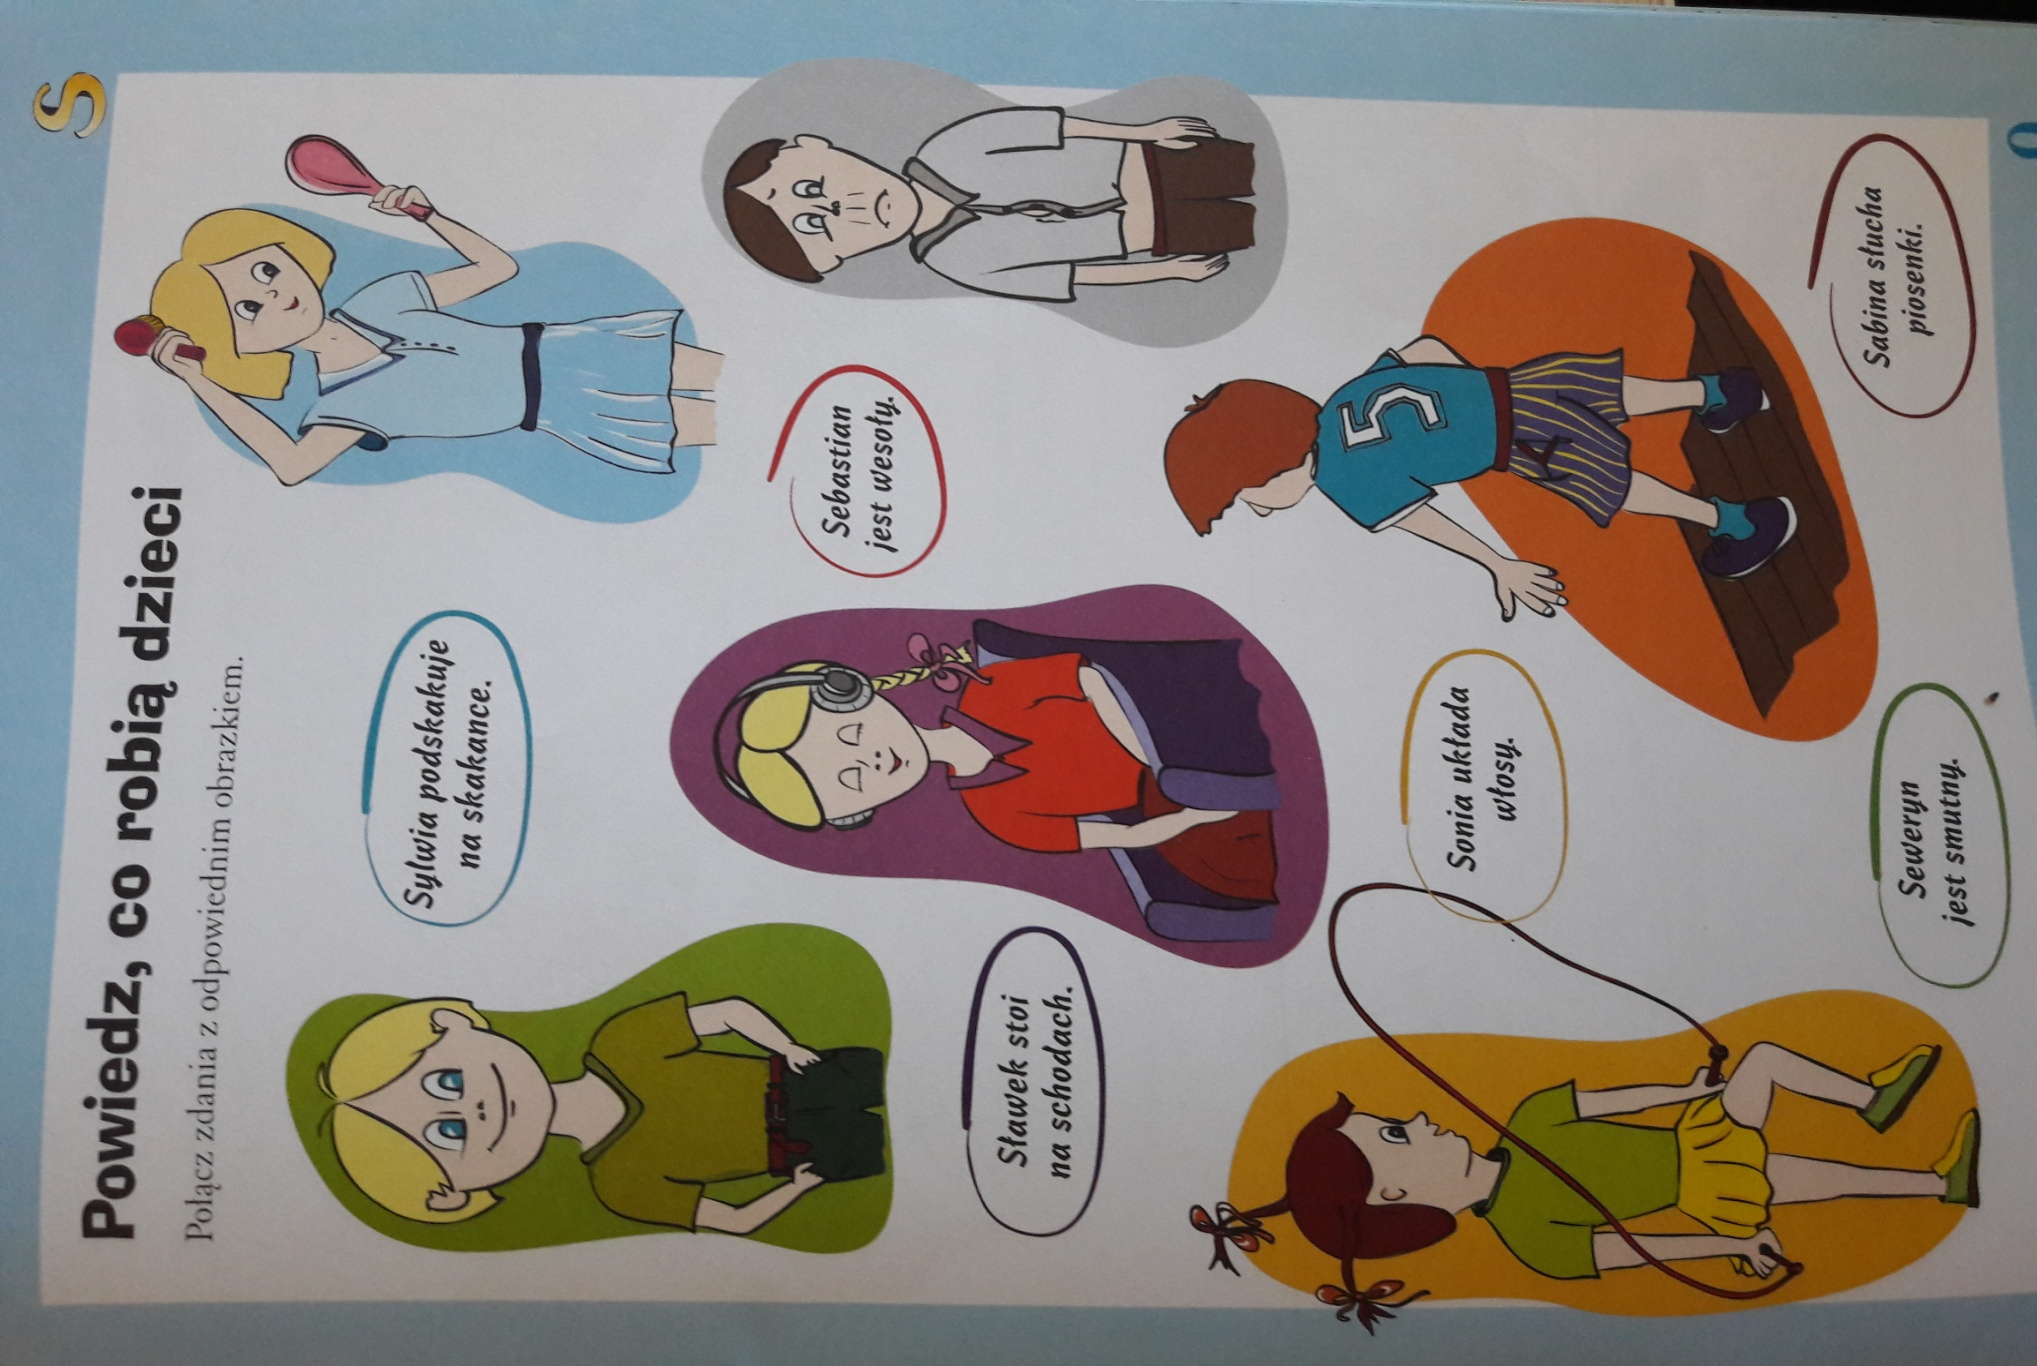 S
Powiedz, co robią dzieci
Połącz zdania z odpowiednim obrazkiem.
Sylwia podskakuje
na skakance.
Sebastian
jest wesoły.
Sławek stoi
na schodach.
5
Sonia układa
włosy.
Sabina słucha
piosenki.
Seweryn
jest smutny.